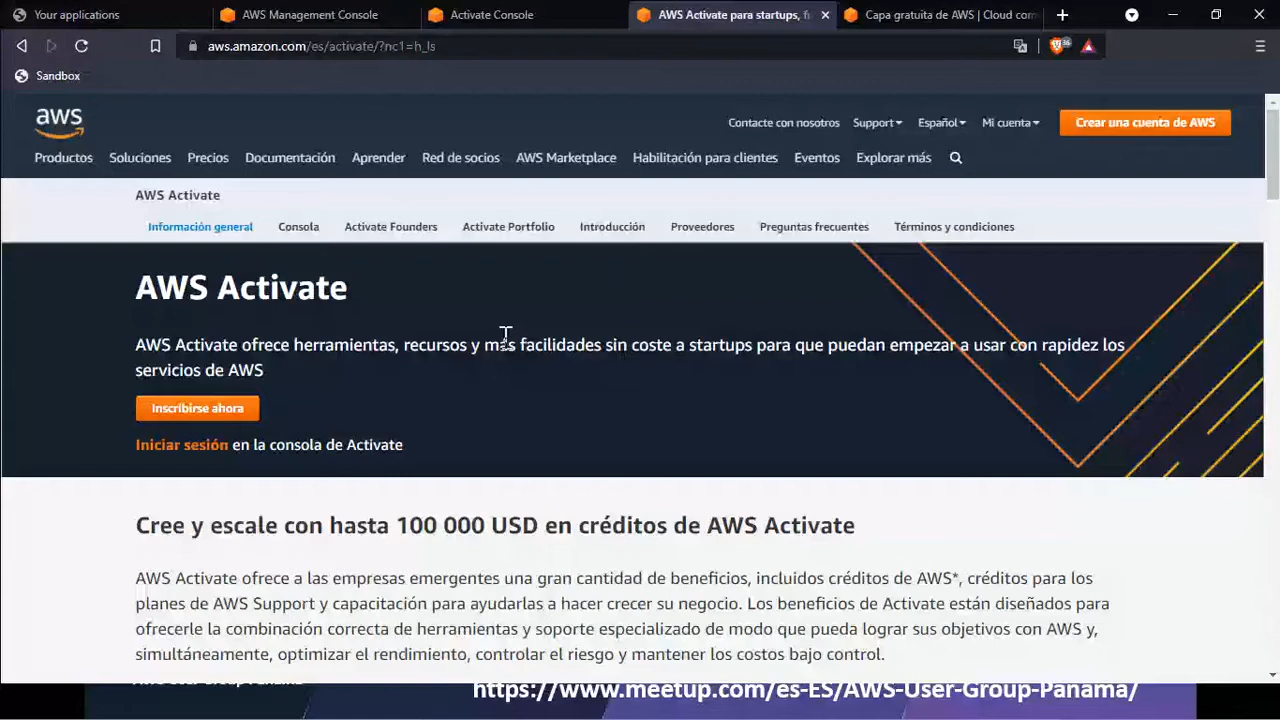 Your applications
AWS Management Console
Activate Console
AWS Activate para startups, f
Capa gratuita de AWS | Cloud com
aws.amazon.com/es/activate/?nc1=h_ls
Sandbox
aws
Contacte con nosotros
Support
Español
Mi cuenta
Crear una cuenta de AWS
Productos
Soluciones
Precios
Documentación
Aprender
Red de socios
AWS Marketplace
Habilitación para clientes
Eventos
Explorar más
AWS Activate
Información general
Consola
Activate Founders
Activate Portfolio
Introducción
Proveedores
Preguntas frecuentes
Términos y condiciones
AWS Activate
AWS Activate ofrece herramientas, recursos y más facilidades sin coste a startups para que puedan empezar a usar con rapidez los
servicios de AWS
Inscribirse ahora
Iniciar sesión en la consola de Activate
Cree y escale con hasta 100 000 USD en créditos de AWS Activate
AWS Activate ofrece a las empresas emergentes una gran cantidad de beneficios, incluidos créditos de AWS*, créditos para los
planes de AWS Support y capacitación para ayudarlas a hacer crecer su negocio. Los beneficios de Activate están diseñados para
ofrecerle la combinación correcta de herramientas y soporte especializado de modo que pueda lograr sus objetivos con AWS y,
simultáneamente, optimizar el rendimiento, controlar el riesgo y mantener los costos bajo control.
https://www.meetup.com/es-ES/AWS-User-Group-Panama/